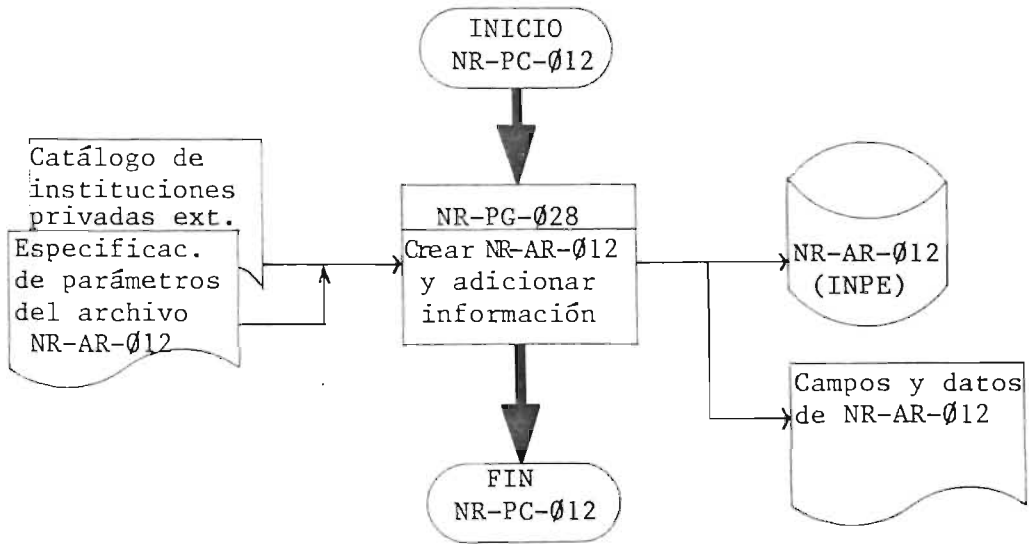 INICIO
NR-PC-Ø12
Catálogo de
instituciones
privadas ext.
Especificac.
de parámetros
del archivo
NR-AR-Ø12
NR-PG-Ø28
Crear NR-AR-Ø12
y adicionar
información
NR-AR-Ø12
(INPE)
Campos y datos
de NR-AR-Ø12
FIN
NR-PC-Ø12